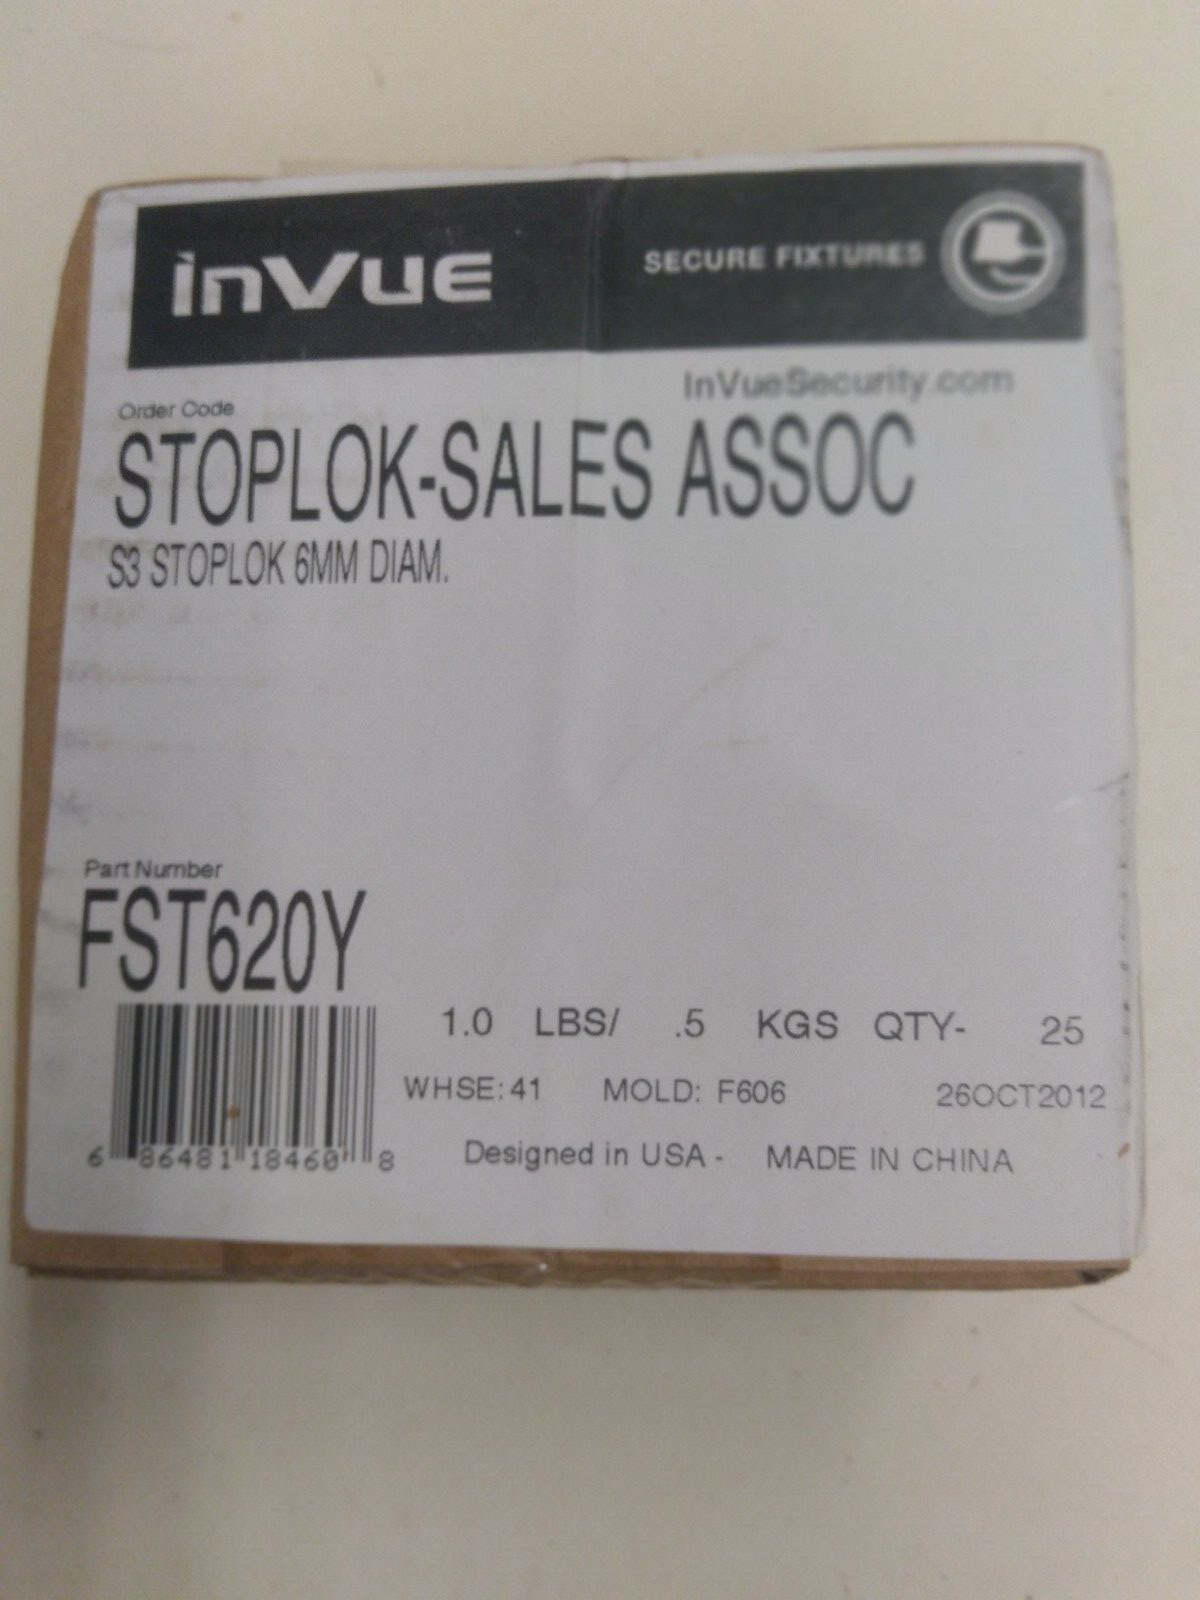 inVue
SECURE FIXTURES
InVueSecurity.com
Order Code
STOPLOK-SALES ASSOC
S3 STOPLOK 6MM DIAM.
Part Number
FST620Y
1.0 LBS/ .5 KGS QTY- 25
WHSE: 41 MOLD: F606 26OCT2012
6 86481 18460 8
Designed in USA - MADE IN CHINA